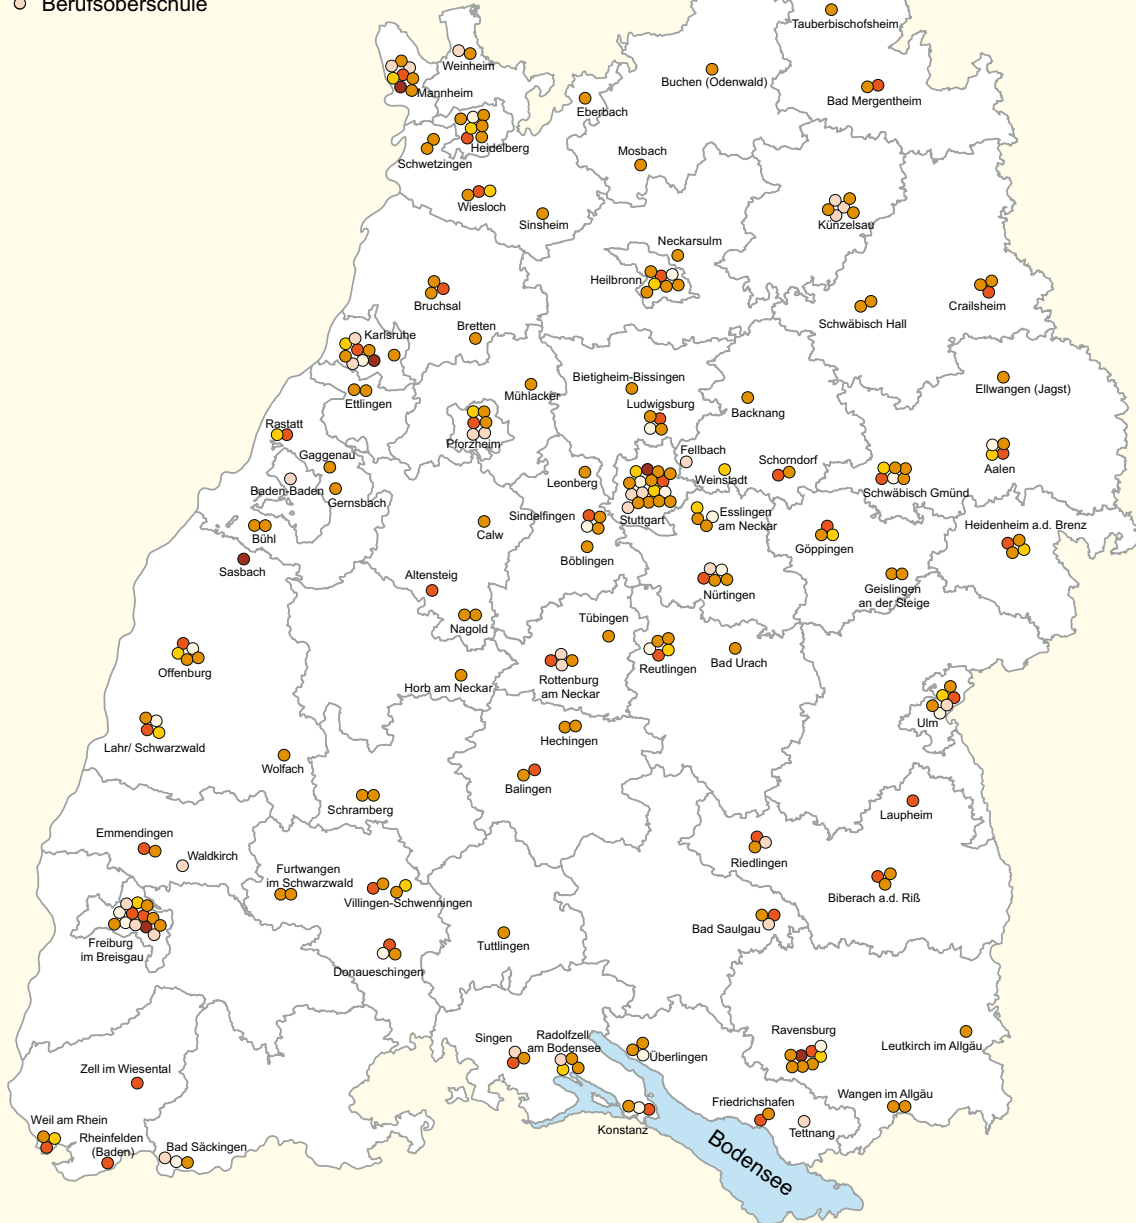 Berufsoberschule
Tauberbischofsheim
Weinheim
Buchen (Odenwald)
Mannheim
Bad Mergentheim
Eberbach
Heidelberg
Schwetzingen
Mosbach
Wiesloch
Sinsheim
Künzelsau
Neckarsulm
Heilbronn
Bruchsal
Crailsheim
Schwäbisch Hall
Bretten
Karlsruhe
Bietigheim-Bissingen
Ellwangen (Jagst)
Mühlacker
Ettlingen
Ludwigsburg
Backnang
Rastatt
Pforzheim
Gaggenau
Fellbach
Schorndorf
Aalen
Leonberg
Weinstadt
Baden-Baden
Schwäbisch Gmünd
Gernsbach
Sindelfingen
Stuttgart
Esslingen
am Neckar
Heidenheim a.d. Brenz
Bühl
Calw
Göppingen
Böblingen
Sasbach
Altensteig
Nürtingen
Geislingen
an der Steige
Nagold
Tübingen
Bad Urach
Reutlingen
Offenburg
Rottenburg
am Neckar
Horb am Neckar
Ulm
Hechingen
Lahr/ Schwarzwald
Wolfach
Balingen
Schramberg
Laupheim
Emmendingen
Waldkirch
Riedlingen
Furtwangen
im Schwarzwald
Villingen-Schwenningen
Biberach a.d. Riß
Bad Saulgau
Freiburg
im Breisgau
Tuttlingen
Donaueschingen
Ravensburg
Singen
Radolfzell
am Bodensee
Leutkirch im Allgäu
Überlingen
Zell im Wiesental
Wangen im Allgäu
Friedrichshafen
Weil am Rhein
Konstanz
Tettnang
Rheinfelden
(Baden)
Bad Säckingen
Bodensee